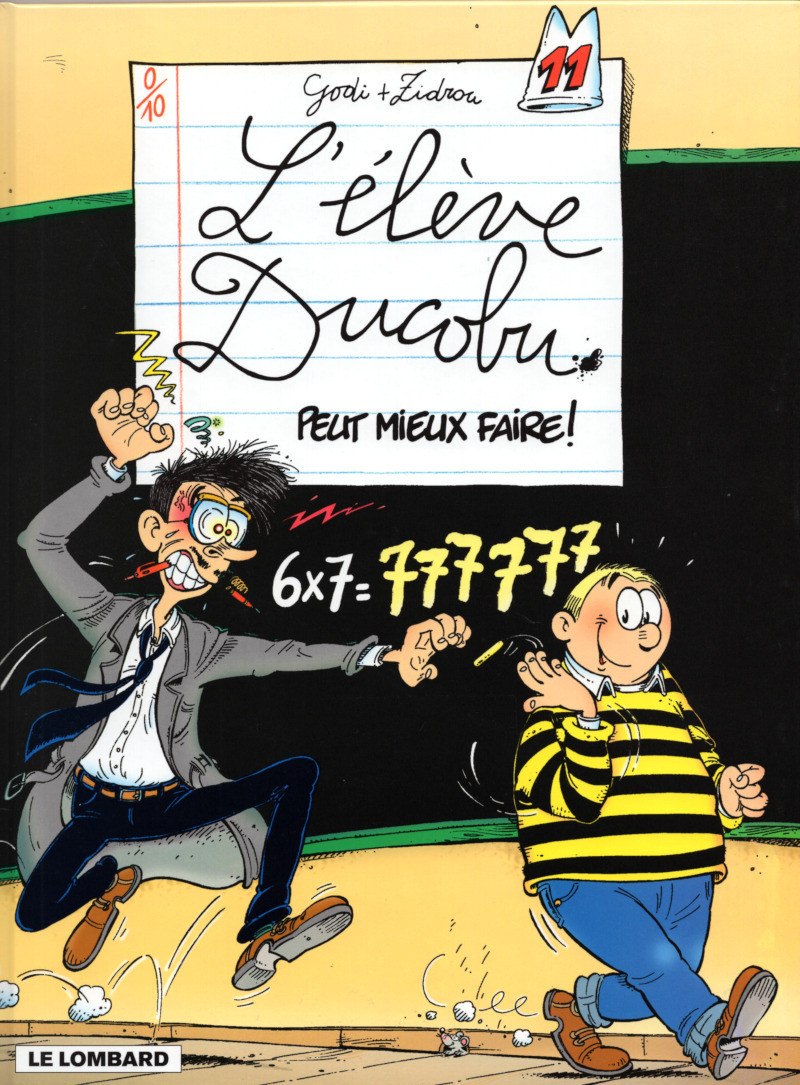 0/10
Godi + Zidrou
11
L'élève
Ducobu.
PEUT MIEUX FAIRE!
6x7=777777
LE LOMBARD